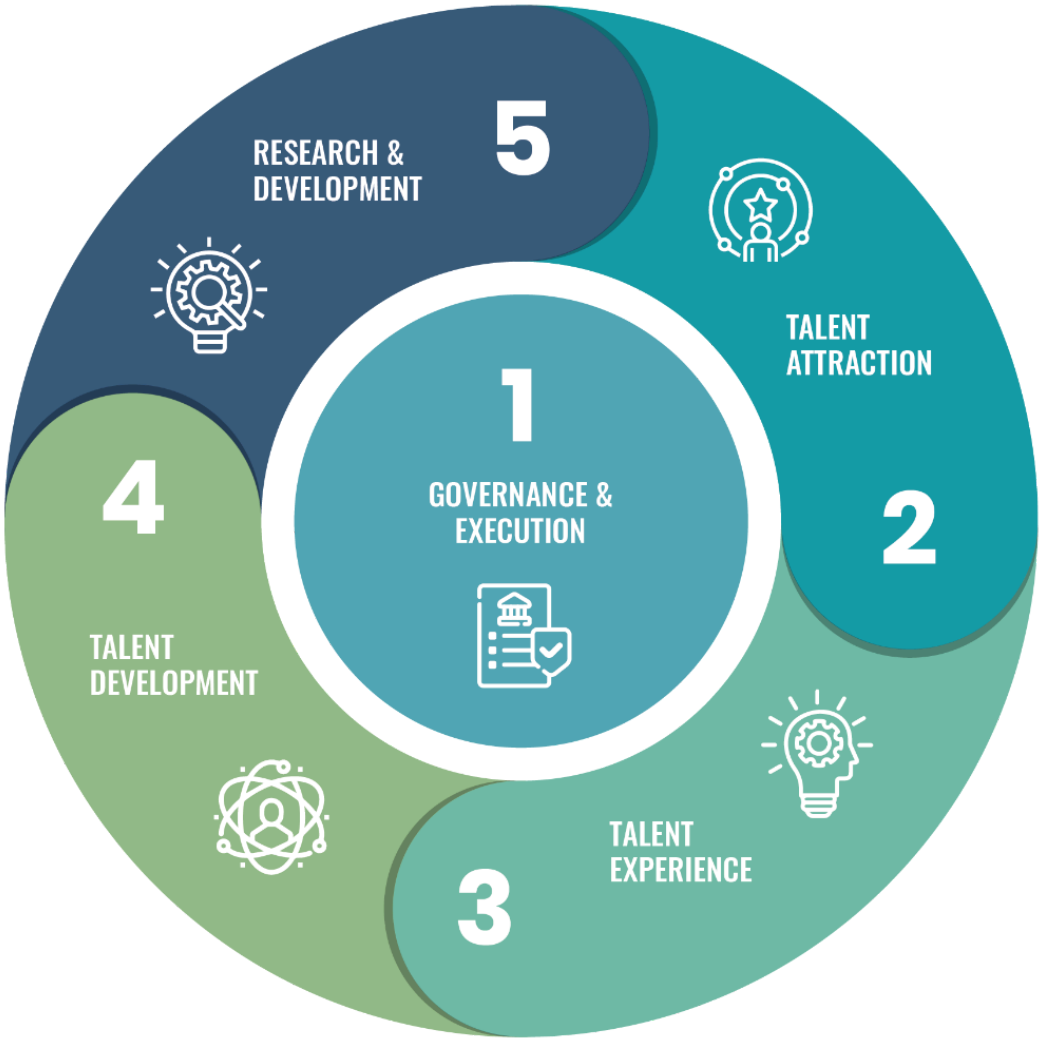 1
GOVERNANCE &
EXECUTION
TALENT
ATTRACTION
2
TALENT
EXPERIENCE
3
4
TALENT
DEVELOPMENT
5
RESEARCH &
DEVELOPMENT